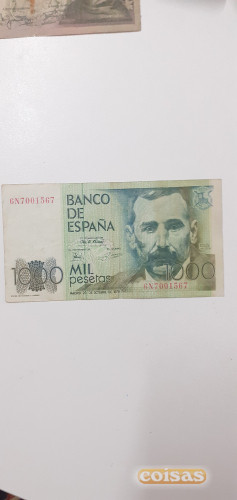 6N7001567
BANCO
DE
ESPAÑA
1000
MIL
pesetas
1000
6N7001567
coisas